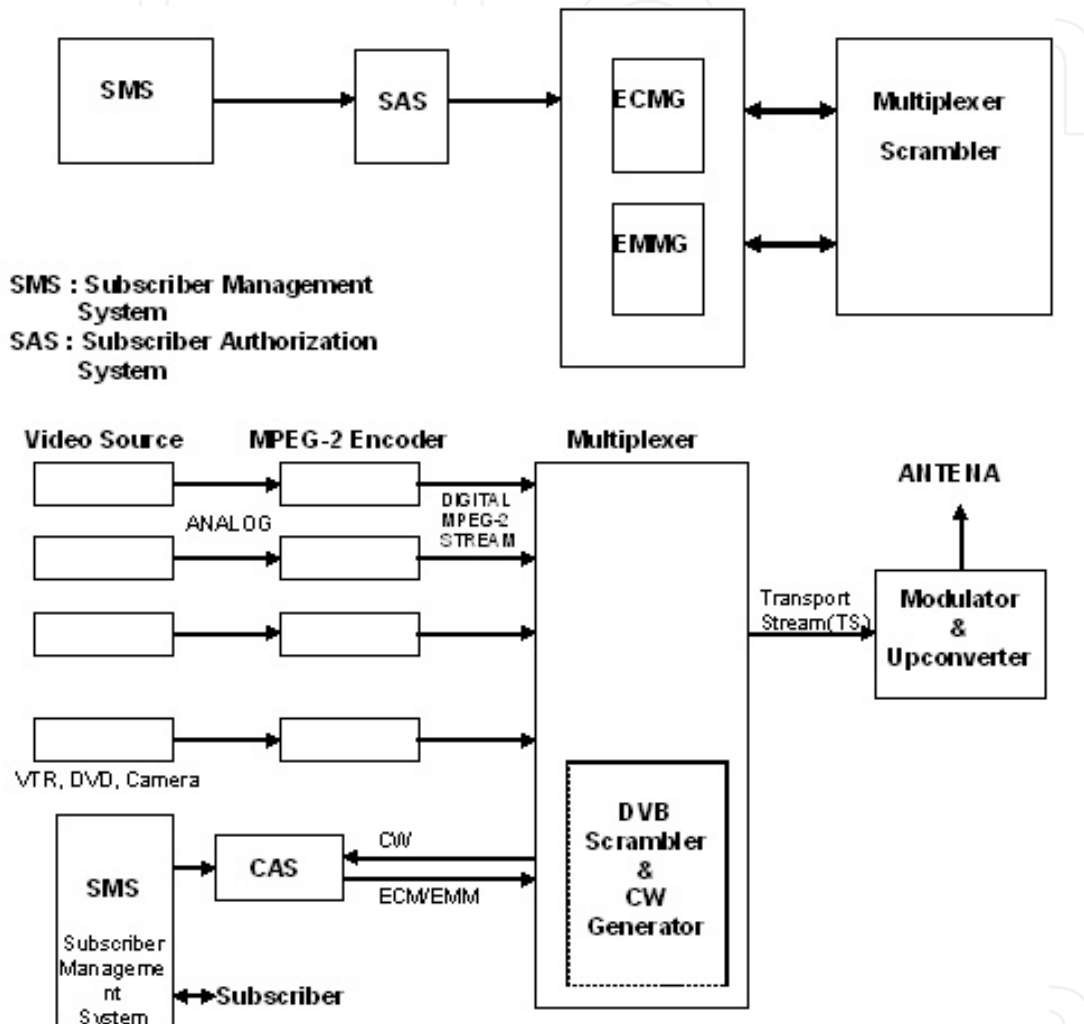 SMS
SAS
ECMG
EMMG
Multiplexer
Scrambler
SMS : Subscriber Management
System
SAS : Subscriber Authorization
System
Video Source
MPEG-2 Encoder
Multiplexer
ANALOG
DIGITAL
MPEG-2
STREAM
ANTENA
Transport
Stream(TS)
Modulator
&
Upconverter
VTR, DVD, Camera
SMS
Subscriber
Manageme
nt
System
Subscriber
CAS
CW
ECM/EMM
DVB
Scrambler
&
CW
Generator